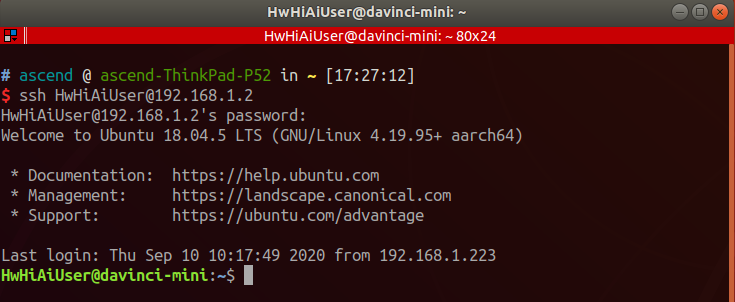 HwHiAiUser@davinci-mini: ~
HwHiAiUser@davinci-mini: ~ 80x24
# ascend @ ascend-ThinkPad-P52 in ~ [17:27:12]
$ ssh HwHiAiUser@192.168.1.2
HwHiAiUser@192.168.1.2's password:
Welcome to Ubuntu 18.04.5 LTS (GNU/Linux 4.19.95+ aarch64)
* Documentation:  https://help.ubuntu.com
* Management:     https://landscape.canonical.com
* Support:        https://ubuntu.com/advantage
Last login: Thu Sep 10 10:17:49 2020 from 192.168.1.223
HwHiAiUser@davinci-mini:~$